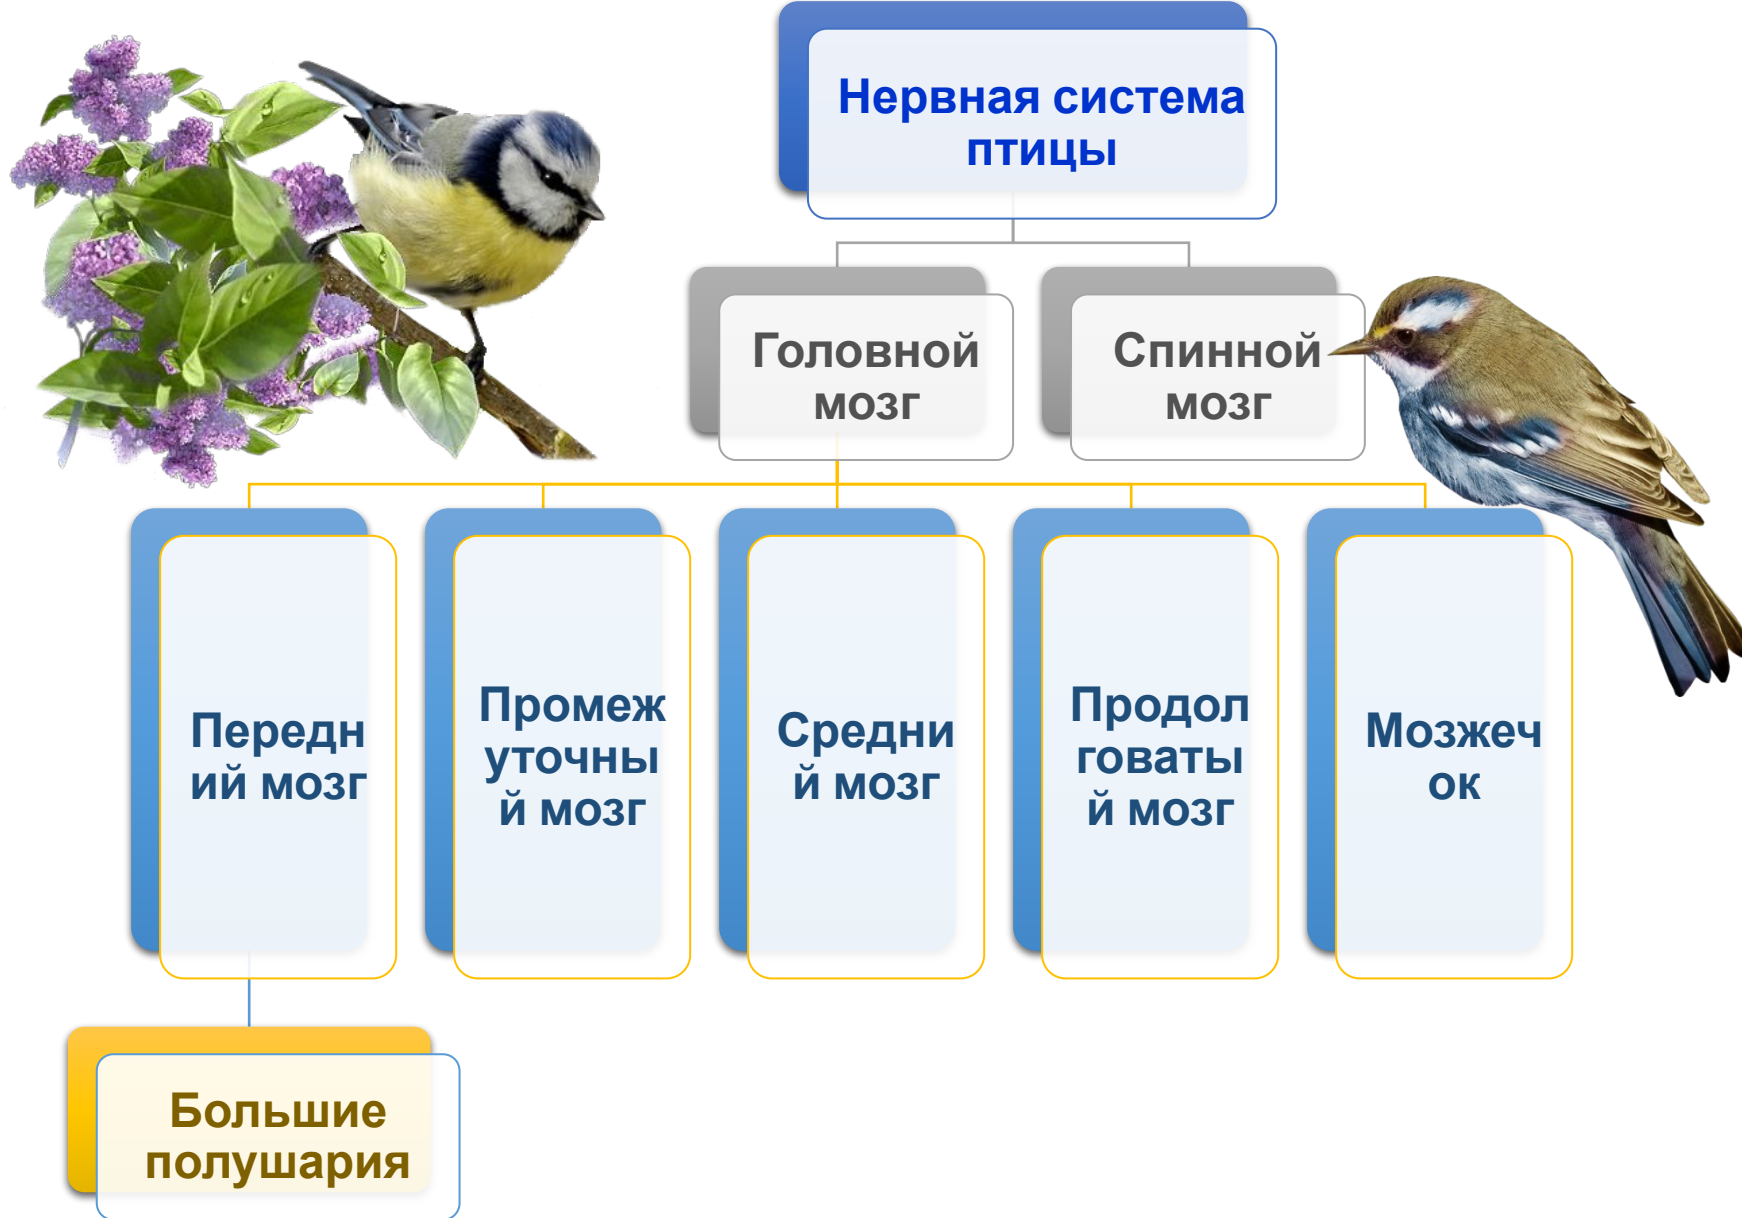 Нервная система
птицы
Головной
мозг
Спинной
мозг
Передн
ий мозг
Промеж
уточны
й мозг
Средни
й мозг
Продол
говаты
й мозг
Мозжеч
ок
Большие
полушария